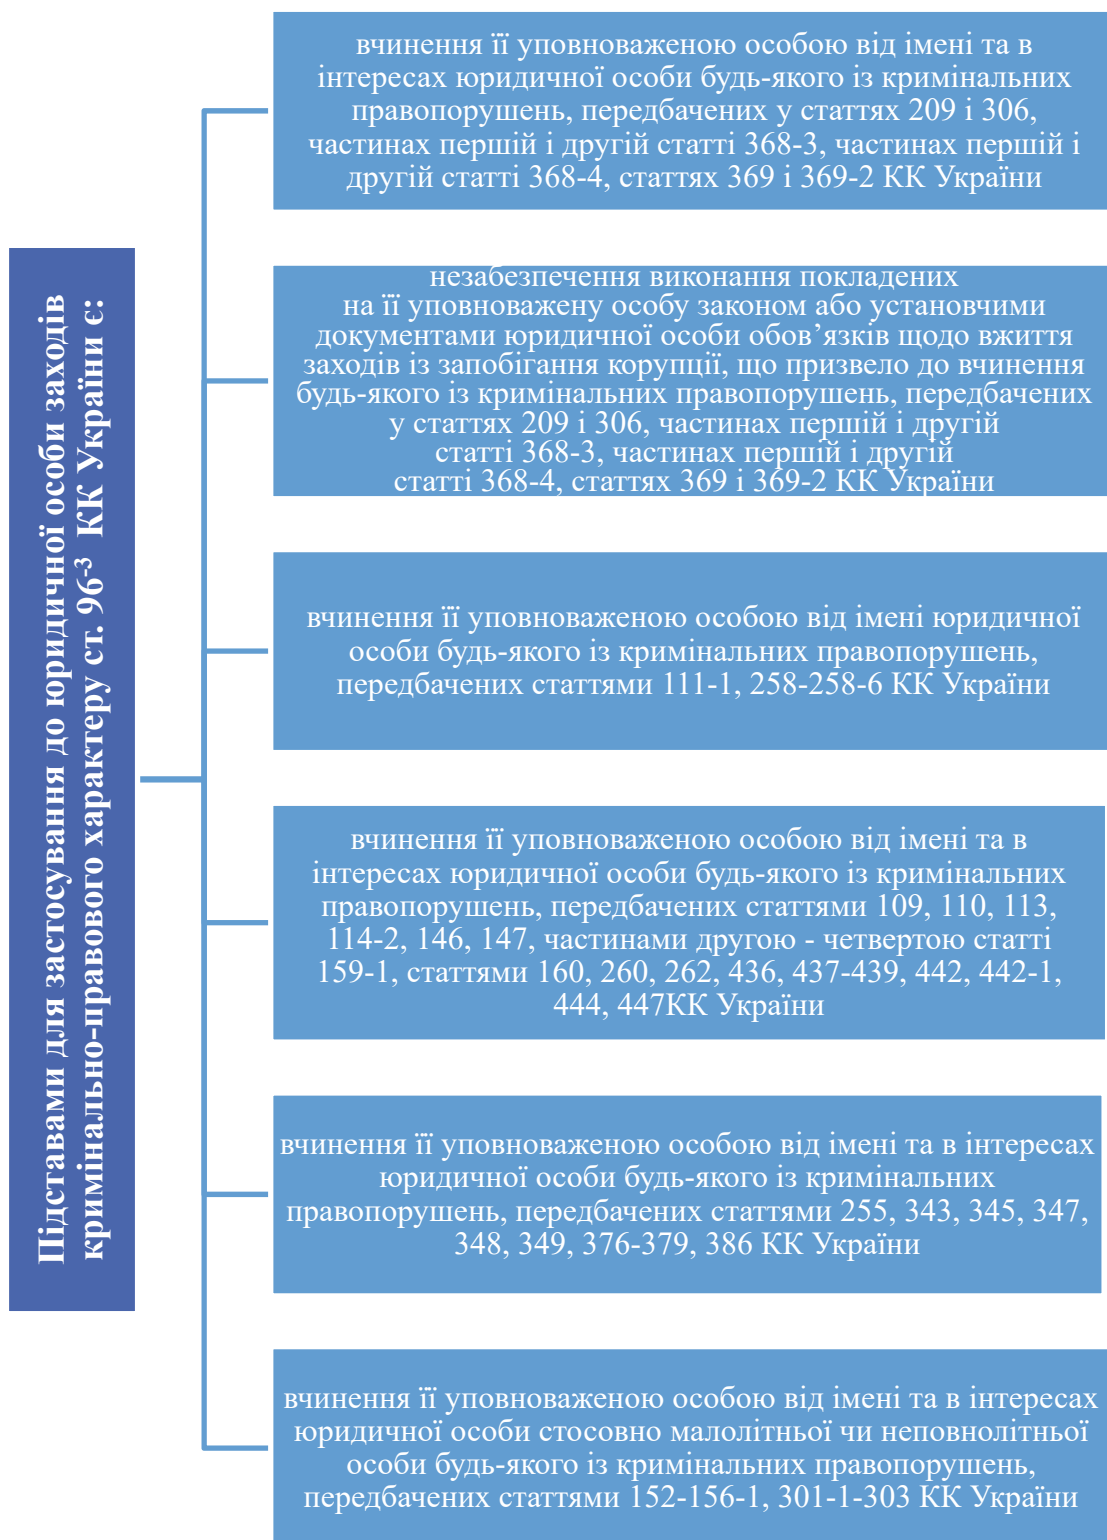 Підставами для застосування до юридичної особи заходів
кримінально-правового характеру ст. 96-³ КК України є:
вчинення її уповноваженою особою від імені та в
інтересах юридичної особи будь-якого із кримінальних
правопорушень, передбачених у статтях 209 і 306,
частинах першій і другій статті 368-3, частинах першій і
другій статті 368-4, статтях 369 і 369-2 КК України
незабезпечення виконання покладених
на її уповноважену особу законом або установчими
документами юридичної особи обов’язків щодо вжиття
заходів із запобігання корупції, що призвело до вчинення
будь-якого із кримінальних правопорушень, передбачених
у статтях 209 і 306, частинах першій і другій
статті 368-3, частинах першій і другій
статті 368-4, статтях 369 і 369-2 КК України
вчинення її уповноваженою особою від імені юридичної
особи будь-якого із кримінальних правопорушень,
передбачених статтями 111-1, 258-258-6 КК України
вчинення її уповноваженою особою від імені та в
інтересах юридичної особи будь-якого із кримінальних
правопорушень, передбачених статтями 109, 110, 113,
114-2, 146, 147, частинами другою - четвертою статті
159-1, статтями 160, 260, 262, 436, 437-439, 442, 442-1,
444, 447КК України
вчинення її уповноваженою особою від імені та в інтересах
юридичної особи будь-якого із кримінальних
правопорушень, передбачених статтями 255, 343, 345, 347,
348, 349, 376-379, 386 КК України
вчинення її уповноваженою особою від імені та в інтересах
юридичної особи стосовно малолітньої чи неповнолітньої
особи будь-якого із кримінальних правопорушень,
передбачених статтями 152-156-1, 301-1-303 КК України